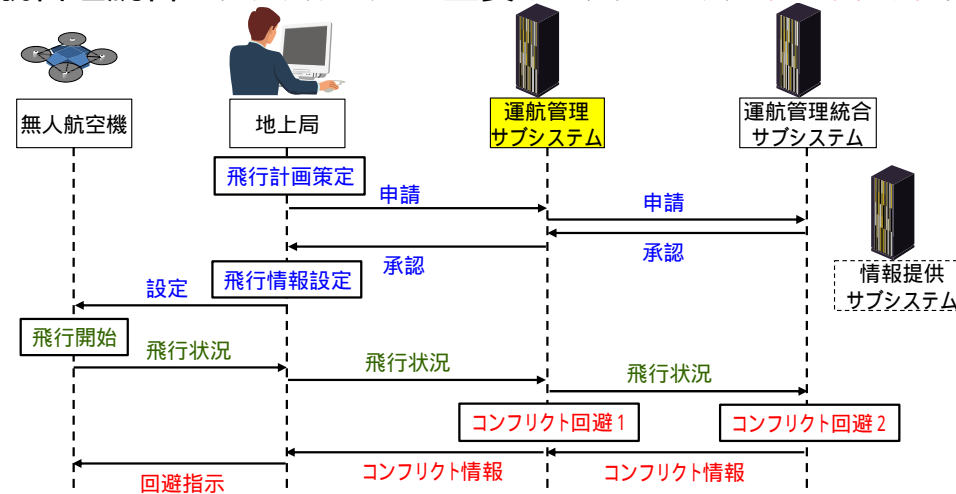 無人航空機
地上局
運航管理
サブシステム
運航管理統合
サブシステム
飛行計画策定
申請
申請
承認
承認
情報提供
サブシステム
飛行情報設定
設定
飛行開始
飛行状況
飛行状況
飛行状況
コンフリクト回避1
コンフリクト回避2
コンフリクト情報
コンフリクト情報
回避指示